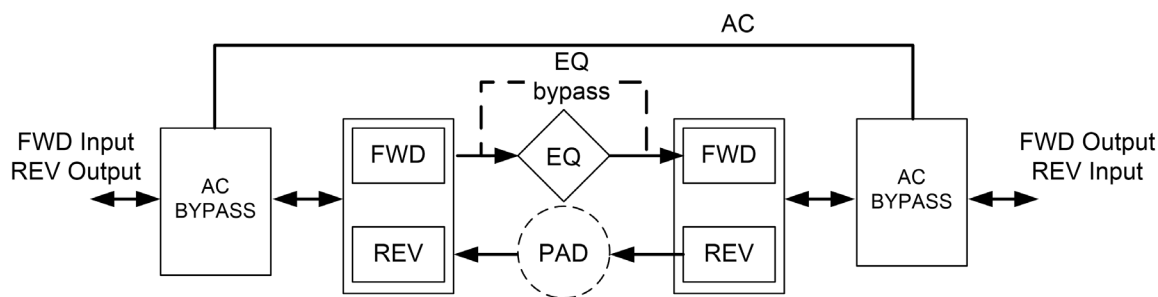 AC
EQ
bypass
FWD Input
REV Output
AC
BYPASS
FWD
EQ
FWD
AC
BYPASS
FWD Output
REV Input
REV
PAD
REV